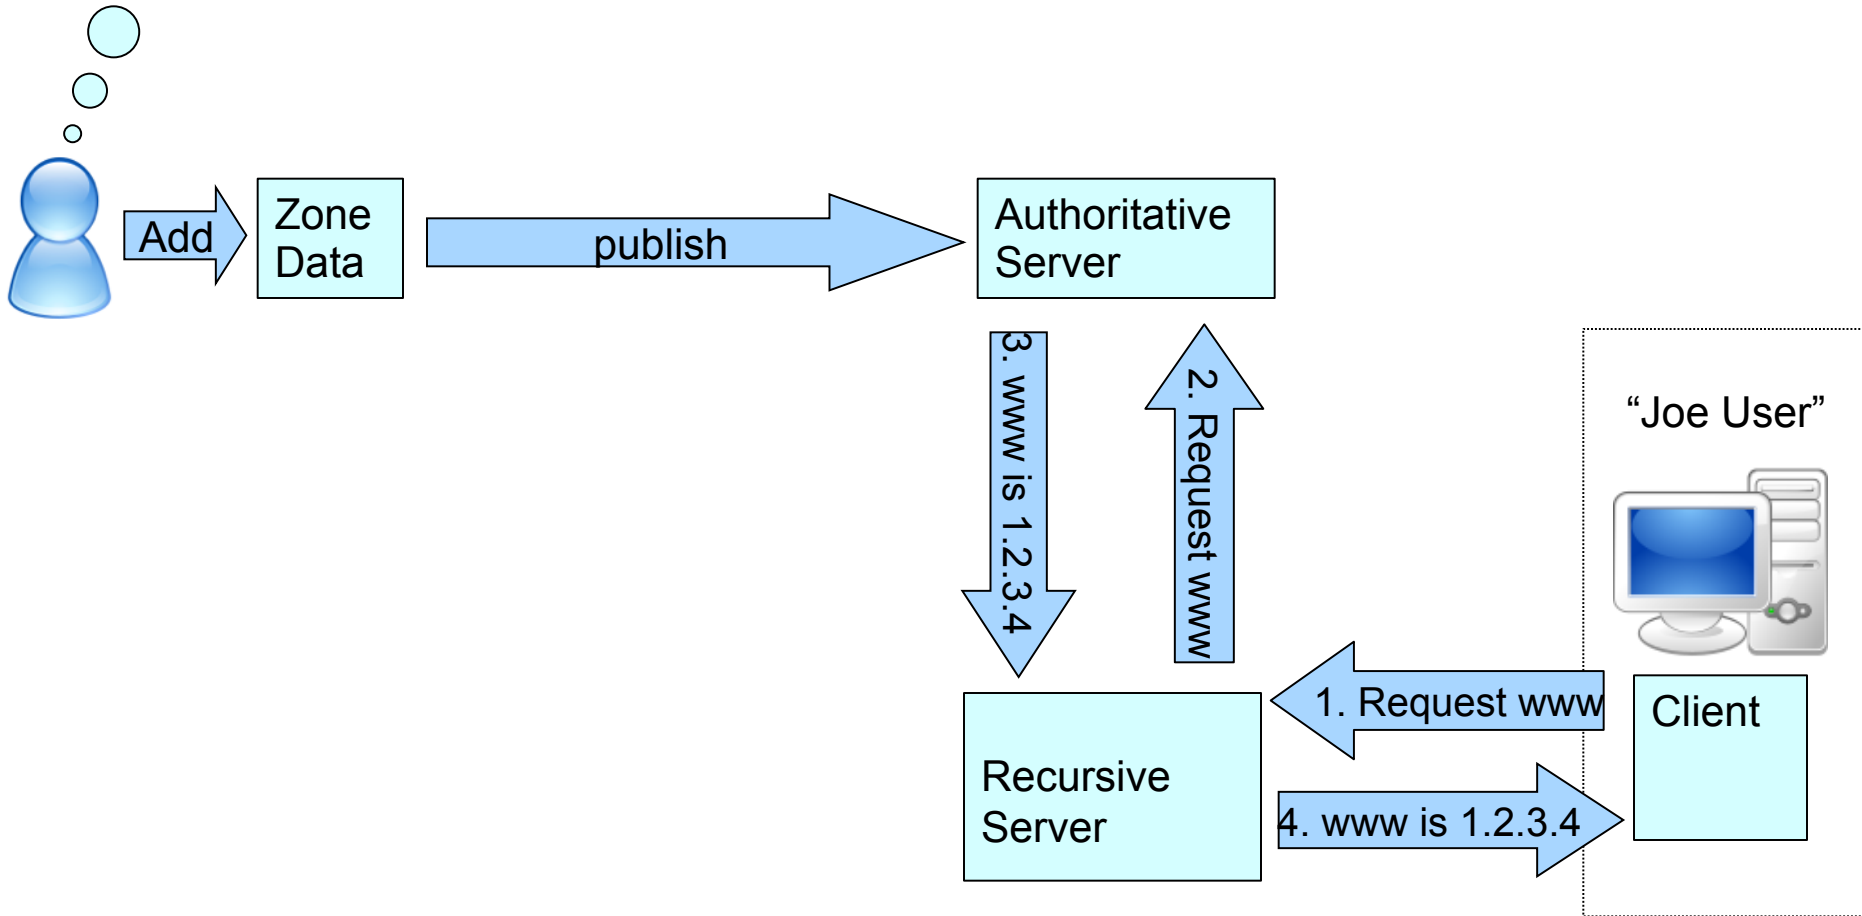 Add
Zone
Data
publish
Authoritative
Server
3. www is 1.2.3.4
2. Request www
“Joe User”
1. Request www
Client
Recursive
Server
4. www is 1.2.3.4